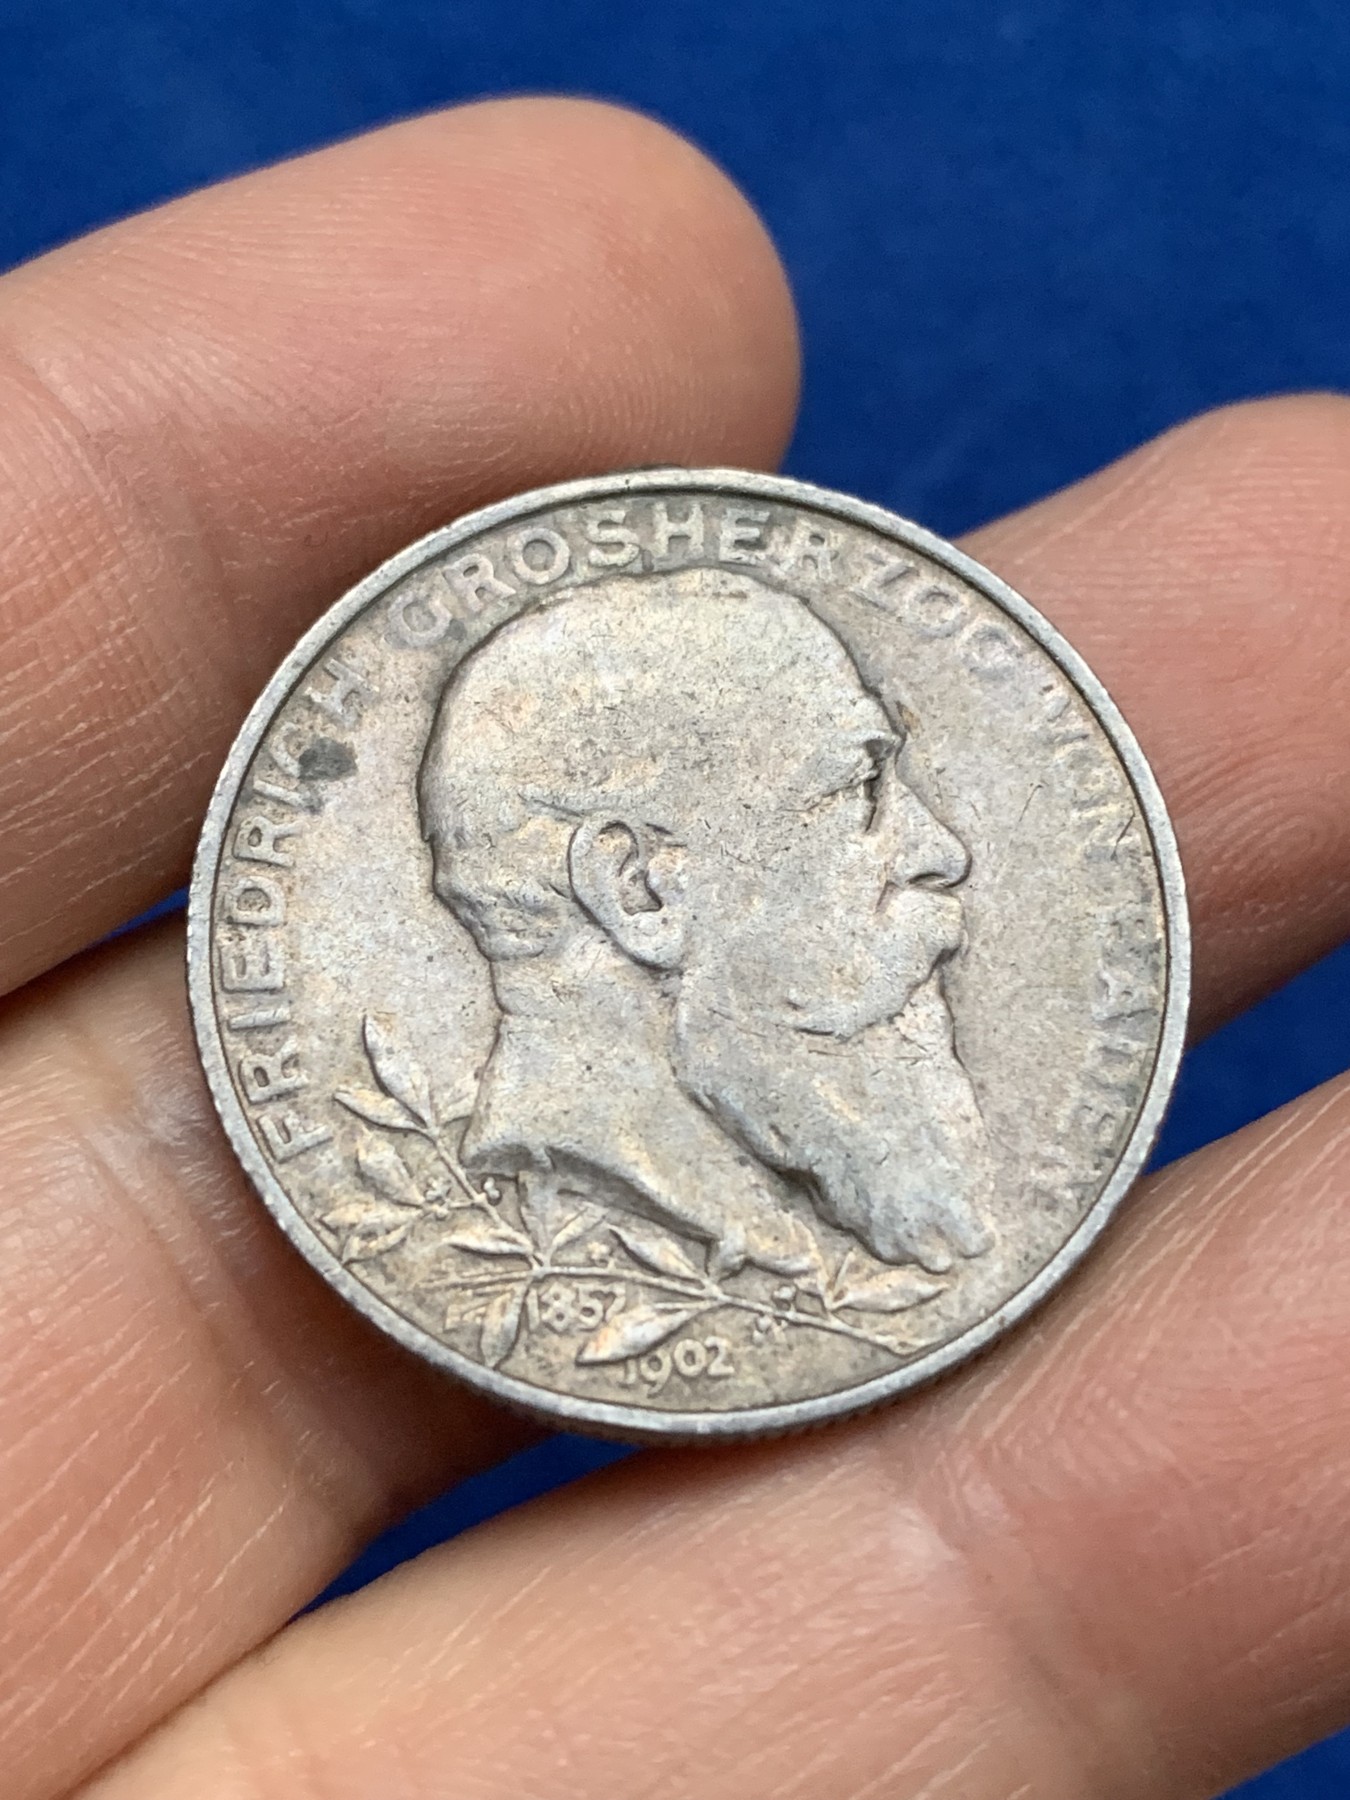 FRIEDRICH GROSHERZOG VON BADEN
1852
1902